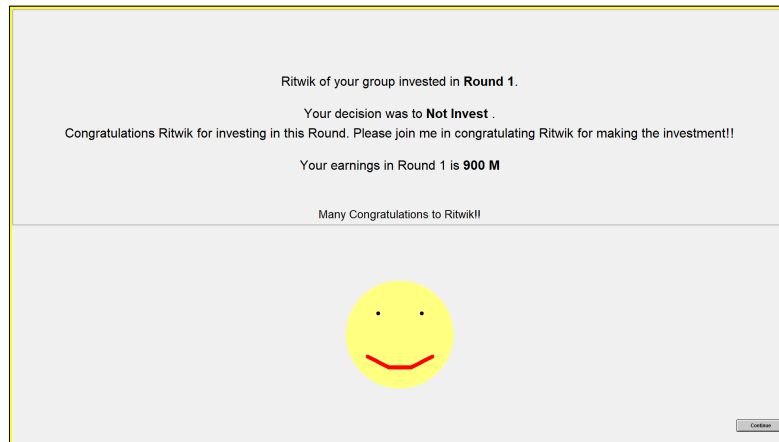 Ritwik of your group invested in Round 1.
Your decision was to Not Invest .
Congratulations Ritwik for investing in this Round. Please join me in congratulating Ritwik for making the investment!!
Your earnings in Round 1 is 900 M
Many Congratulations to Ritwik!!
Continue